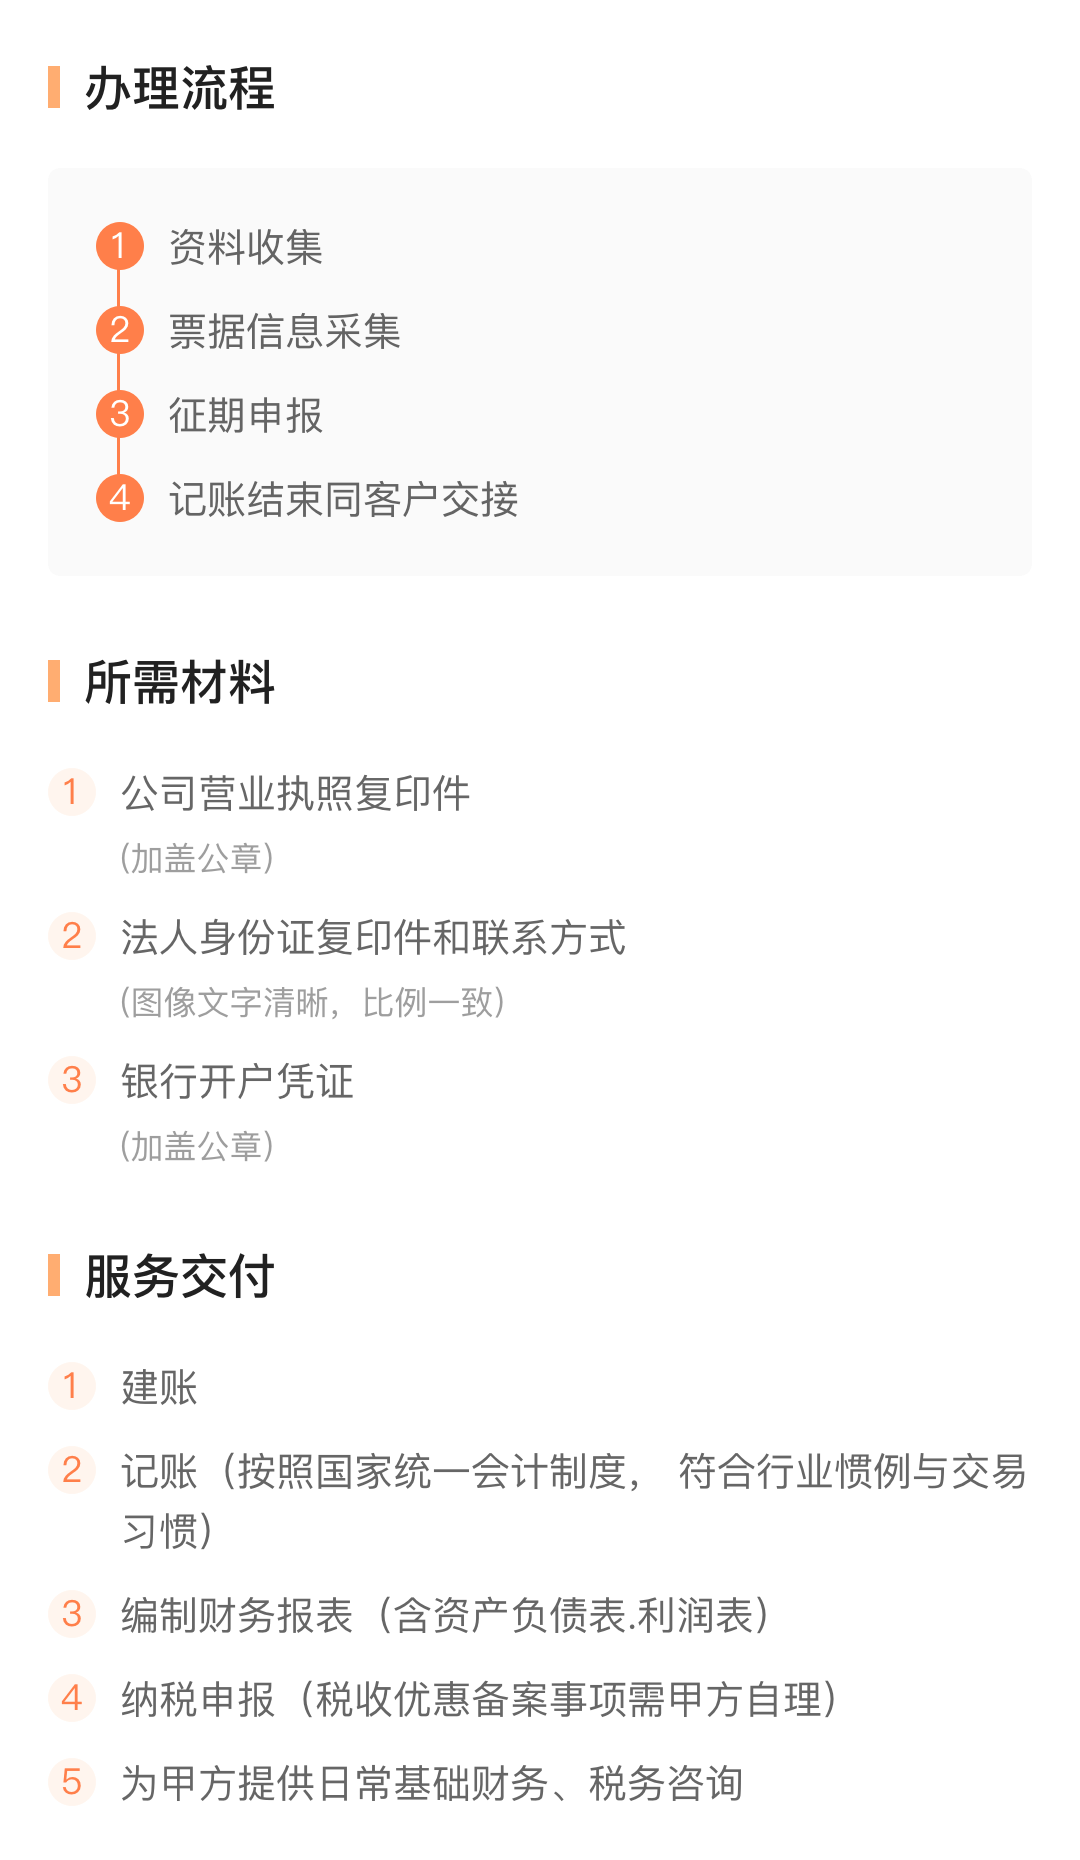 办理流程
1 资料收集
2 票据信息采集
3 征期申报
4 记账结束同客户交接
所需材料
1 公司营业执照复印件
(加盖公章)
2 法人身份证复印件和联系方式
(图像文字清晰，比例一致)
3 银行开户凭证
(加盖公章)
服务交付
1 建账
2 记账（按照国家统一会计制度， 符合行业惯例与交易
习惯）
3 编制财务报表（含资产负债表.利润表）
4 纳税申报（税收优惠备案事项需甲方自理）
5 为甲方提供日常基础财务、税务咨询